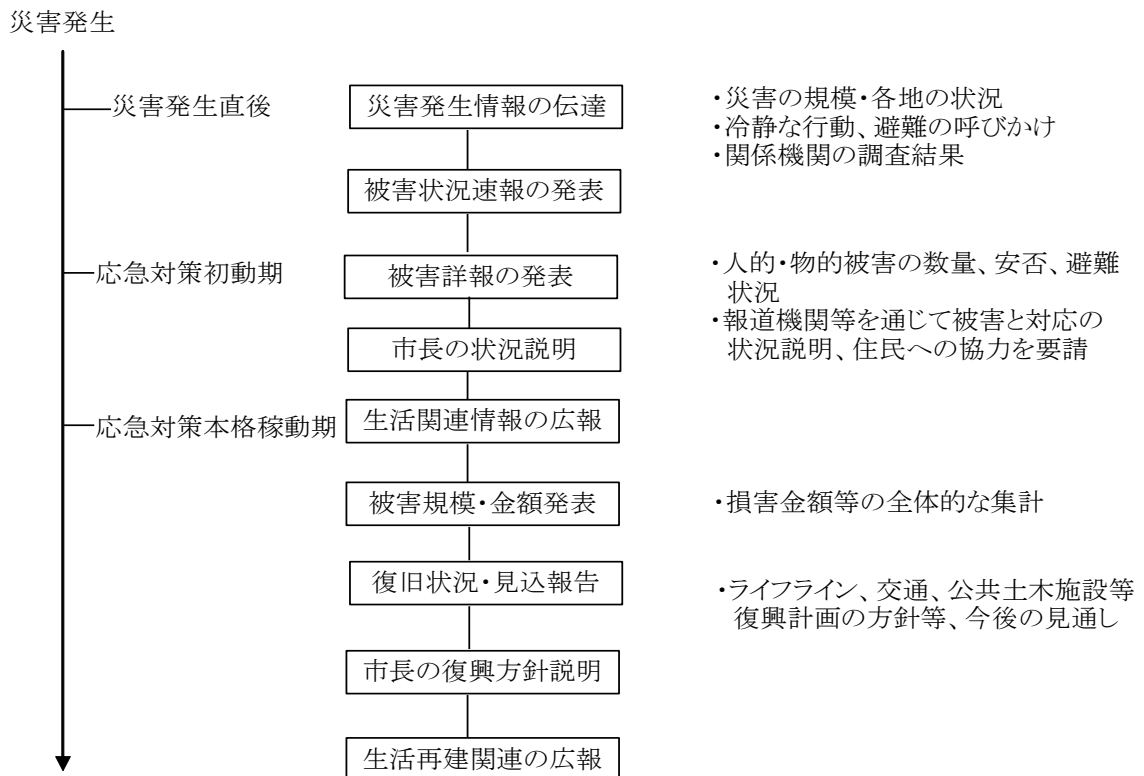 災害発生
災害発生直後
災害発生情報の伝達
・災害の規模・各地の状況
・冷静な行動、避難の呼びかけ
・関係機関の調査結果
被害状況速報の発表
応急対策初動期
被害詳報の発表
・人的・物的被害の数量、安否、避難
状況
・報道機関等を通じて被害と対応の
状況説明、住民への協力を要請
市長の状況説明
応急対策本格稼動期
生活関連情報の広報
被害規模・金額発表
・損害金額等の全体的な集計
復旧状況・見込報告
・ライフライン、交通、公共土木施設等
復興計画の方針等、今後の見通し
市長の復興方針説明
生活再建関連の広報